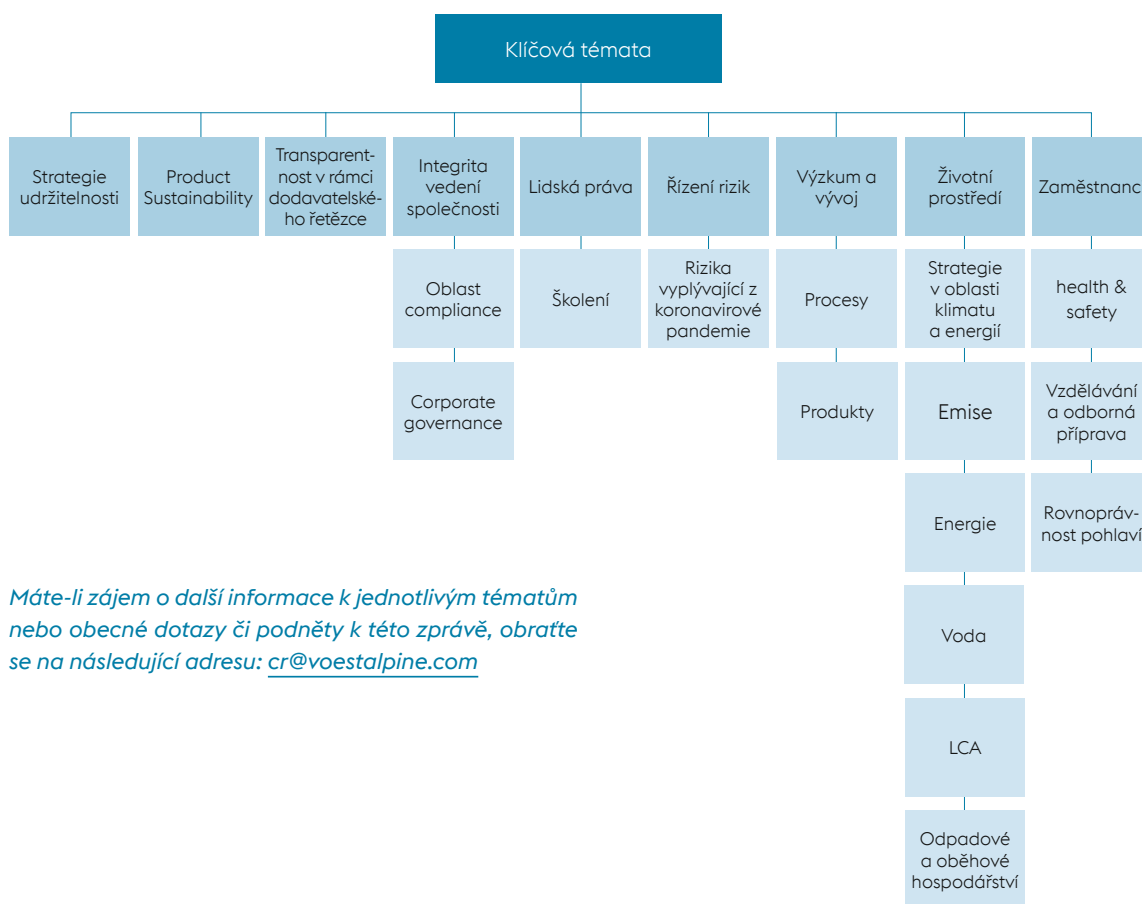 Klíčová témata
Strategie
udržitelnosti
Product
Sustainability
Transparent-
nost v rámci
dodavatelské-
ho řetězce
Integrita
vedení
společnosti
Lidská práva
Řízení rizik
Výzkum a
vývoj
Životní
prostředí
Zaměstnanc
Oblast
compliance
Školení
Rizika
vyplývající z
koronavirové
pandemie
Procesy
Strategie
v oblasti
klimatu
a energií
health &
safety
Corporate
governance
Produkty
Emise
Vzdělávání
a odborná
příprava
Energie
Rovnopráv-
nost pohlaví
Máte-li zájem o další informace k jednotlivým tématům
nebo obecné dotazy či podněty k této zprávě, obraťte
se na následující adresu: cr@voestalpine.com
Voda
LCA
Odpadové
a oběhové
hospodářství